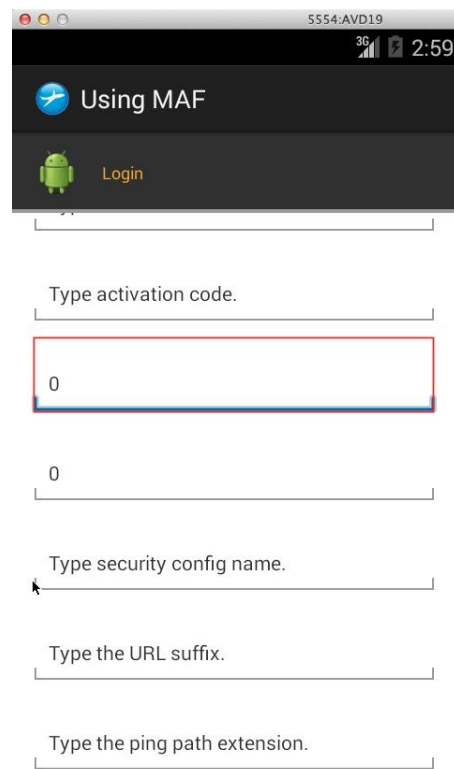 5554:AVD19
3G 2:59
Using MAF
Login
Type activation code.
0
0
Type security config name.
Type the URL suffix.
Type the ping path extension.